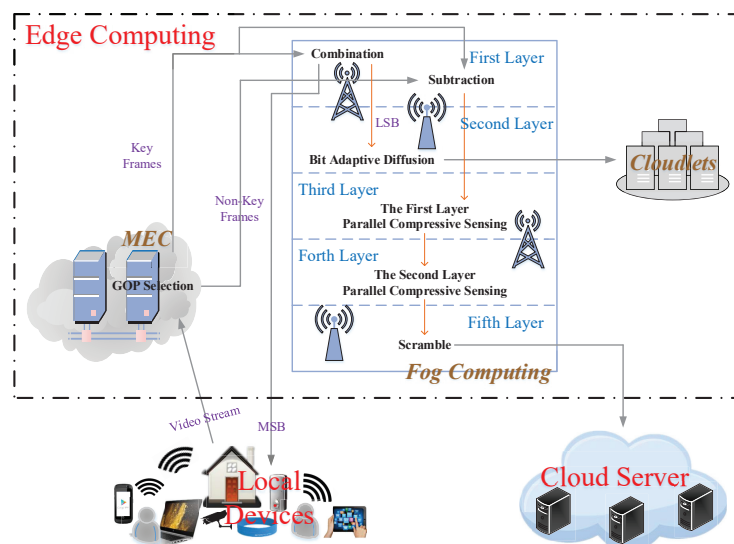 Edge Computing
Combination
First Layer
Subtraction
LSB
Second Layer
Key
Frames
Bit Adaptive Diffusion
Cloudlets
Non-Key
Frames
Third Layer
The First Layer
Parallel Compressive Sensing
MEC
GOP Selection
Forth Layer
The Second Layer
Parallel Compressive Sensing
Fifth Layer
Scramble
Fog Computing
Video Stream
MSB
Local
Devices
Cloud Server